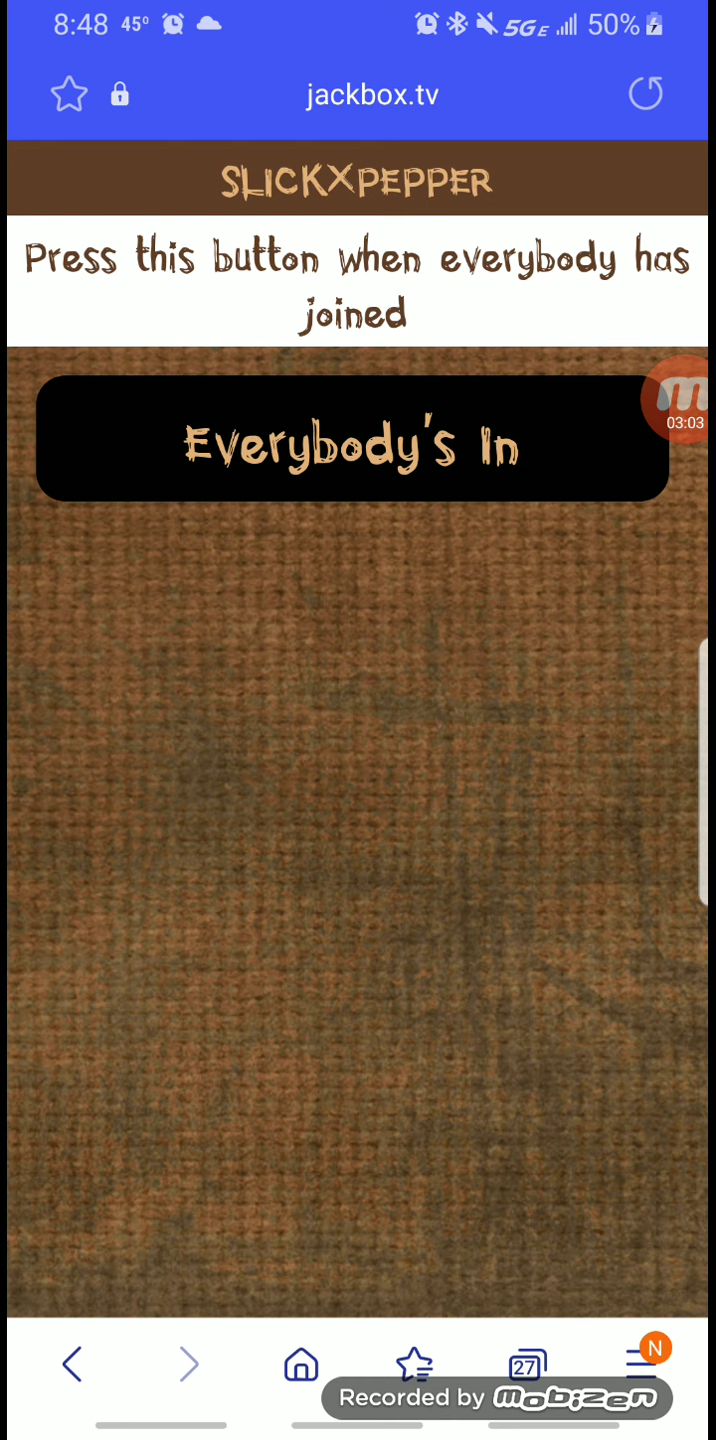 8:48 45° 5GE 50%
jackbox.tv
SLICKXPEPPER
Press this button when everybody has
joined
Everybody's In
03:03
N
27
Recorded by mobizen